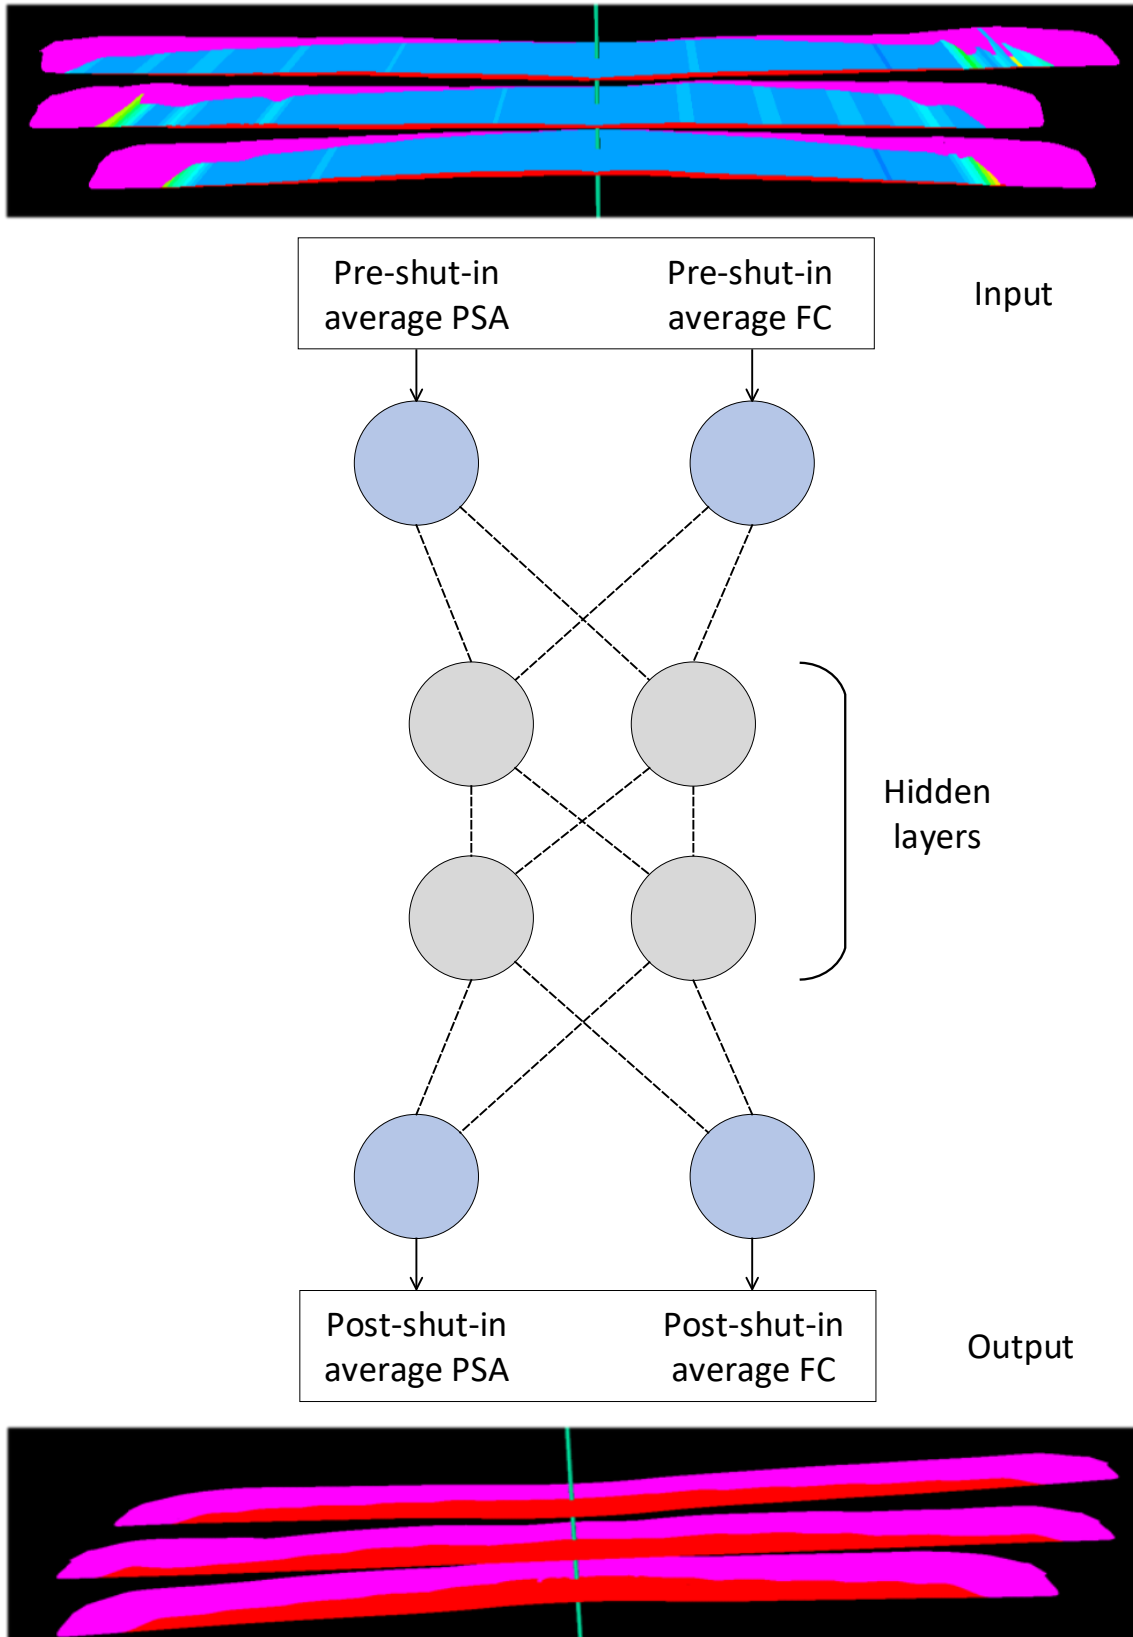 Pre-shut-in
average PSA
Pre-shut-in
average FC
Input
Hidden
layers
Post-shut-in
average PSA
Post-shut-in
average FC
Output